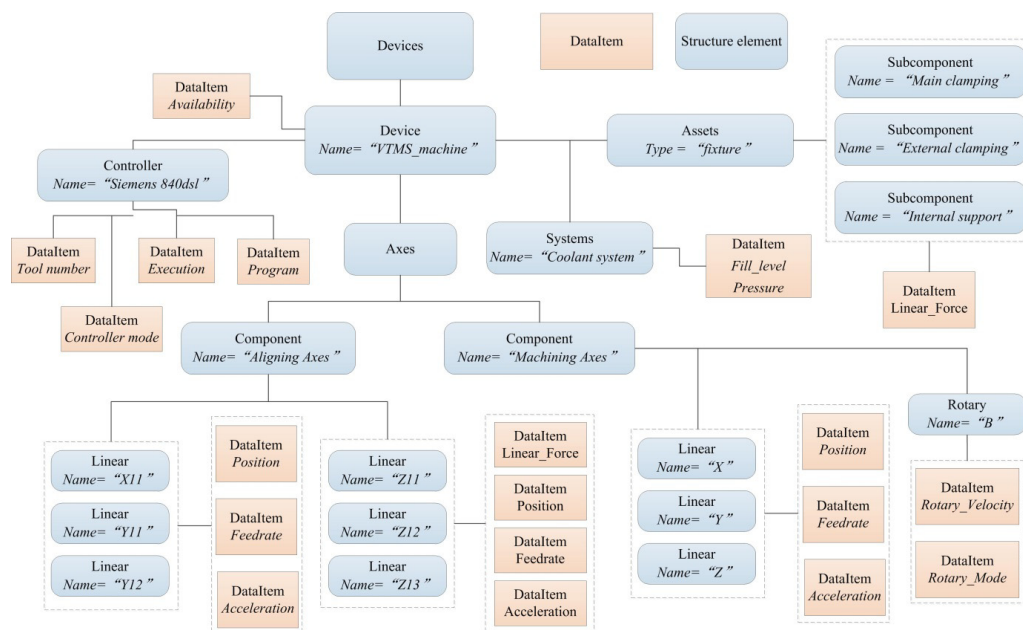 Devices
DataItem
Structure element
Subcomponent
Name = “Main clamping”
DataItem
Availability
Device
Name= “VTMS_machine”
Assets
Type = “fixture”
Subcomponent
Name = “External clamping”
Controller
Name= “Siemens 840dsl”
Subcomponent
Name = “Internal support”
DataItem
Tool number
DataItem
Execution
DataItem
Program
Axes
Systems
Name= “Coolant system”
DataItem
Fill_level
Pressure
DataItem
Linear_Force
DataItem
Controller mode
Component
Name= “Aligning Axes”
Component
Name= “Machining Axes”
Linear
Name= “X11”
Linear
Name= “Y11”
Linear
Name= “Y12”
DataItem
Position
DataItem
Feedrate
DataItem
Acceleration
Linear
Name= “Z11”
Linear
Name= “Z12”
Linear
Name= “Z13”
DataItem
Linear_Force
DataItem
Position
DataItem
Feedrate
DataItem
Acceleration
Linear
Name= “X”
Linear
Name= “Y”
Linear
Name= “Z”
DataItem
Position
DataItem
Feedrate
DataItem
Acceleration
Rotary
Name= “B”
DataItem
Rotary_Velocity
DataItem
Rotary_Mode